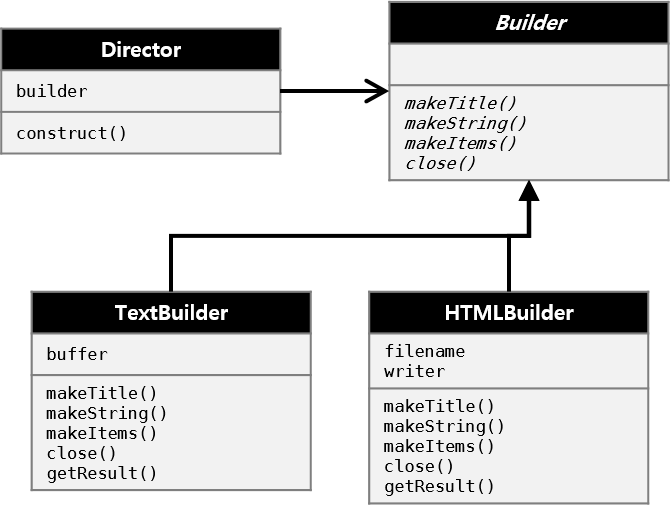 Director
builder
construct()
Builder
makeTitle()
makeString()
makeItems()
close()
TextBuilder
buffer
makeTitle()
makeString()
makeItems()
close()
getResult()
HTMLBuilder
filename
writer
makeTitle()
makeString()
makeItems()
close()
getResult()